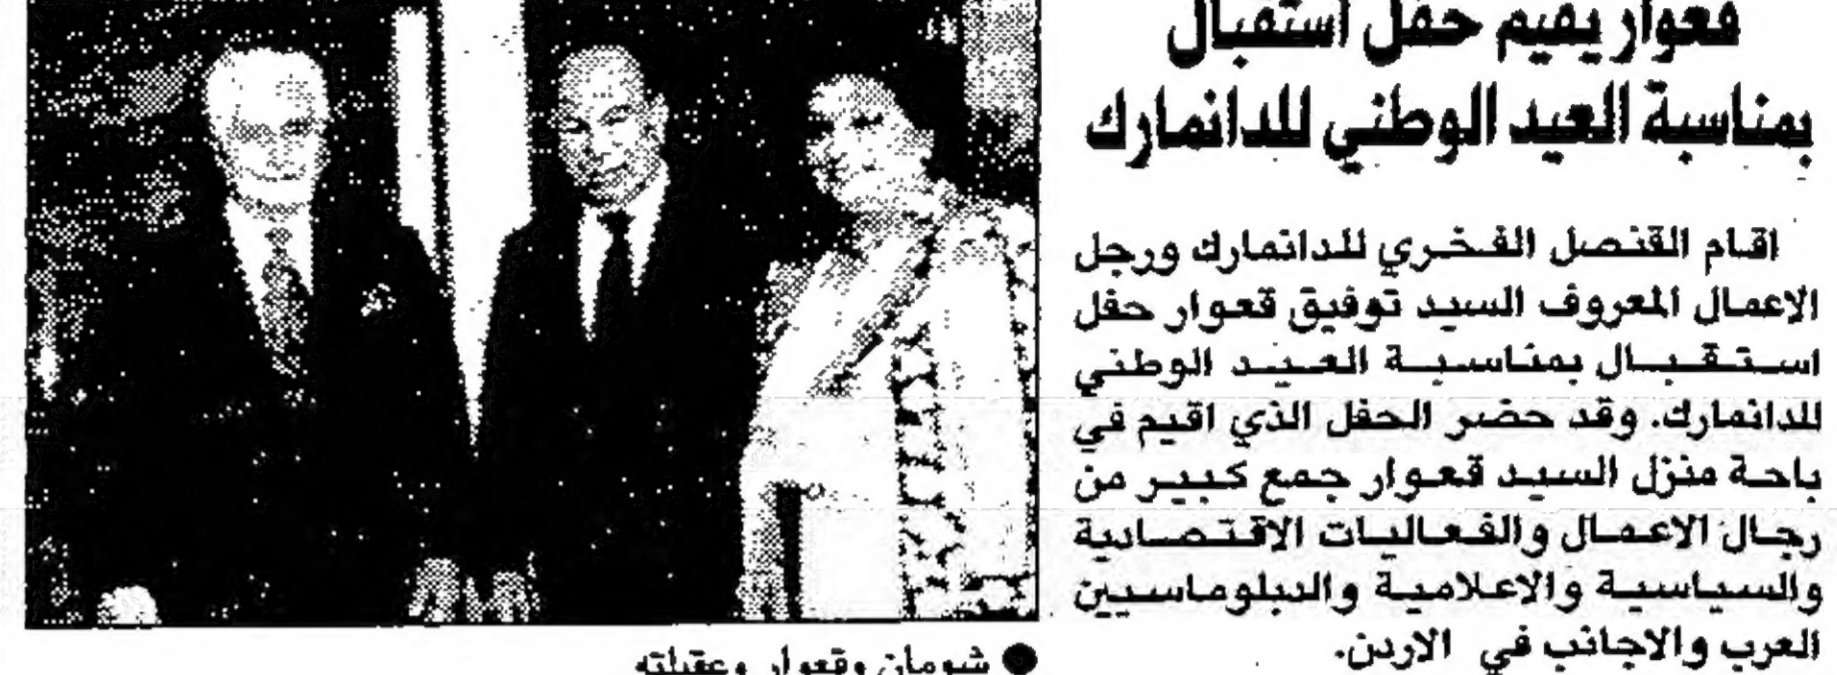 قعوار يقيم حفل استقبال
بمناسبة العيد الوطني للدانمارك
اقام القنصل الفخري للدانمارك ورجل
الاعمال المعروف السيد توفيق قعوار حفل
استقبال بمناسبة العيد الوطني
للدانمارك. وقد حضر الحفل الذي اقيم في
باحة منزل السيد قعوار جمع كبير من
رجال الاعمال والفعاليات الاقتصادية
والسياسية والاعلامية والدبلوماسيين
العرب والاجانب في الاردن.
● شومان وقعوار وعقيلته